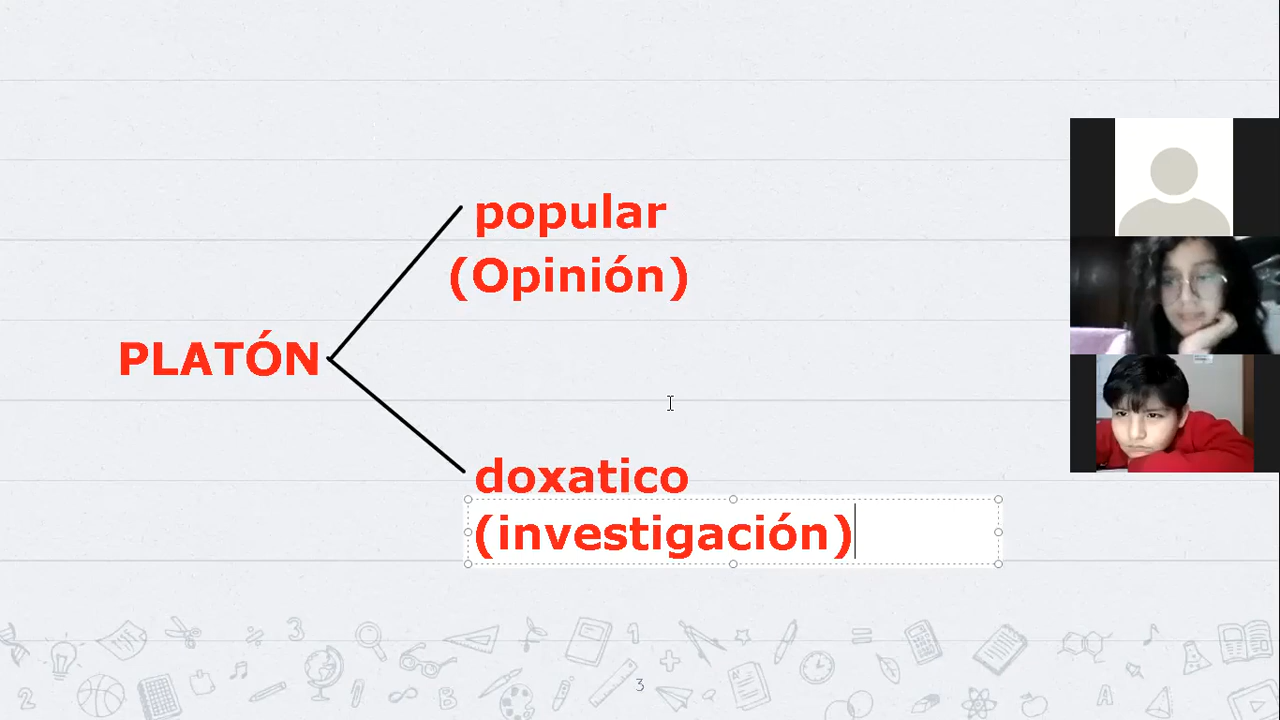 popular
(Opinión)
PLATÓN
doxatico
(investigación)
3